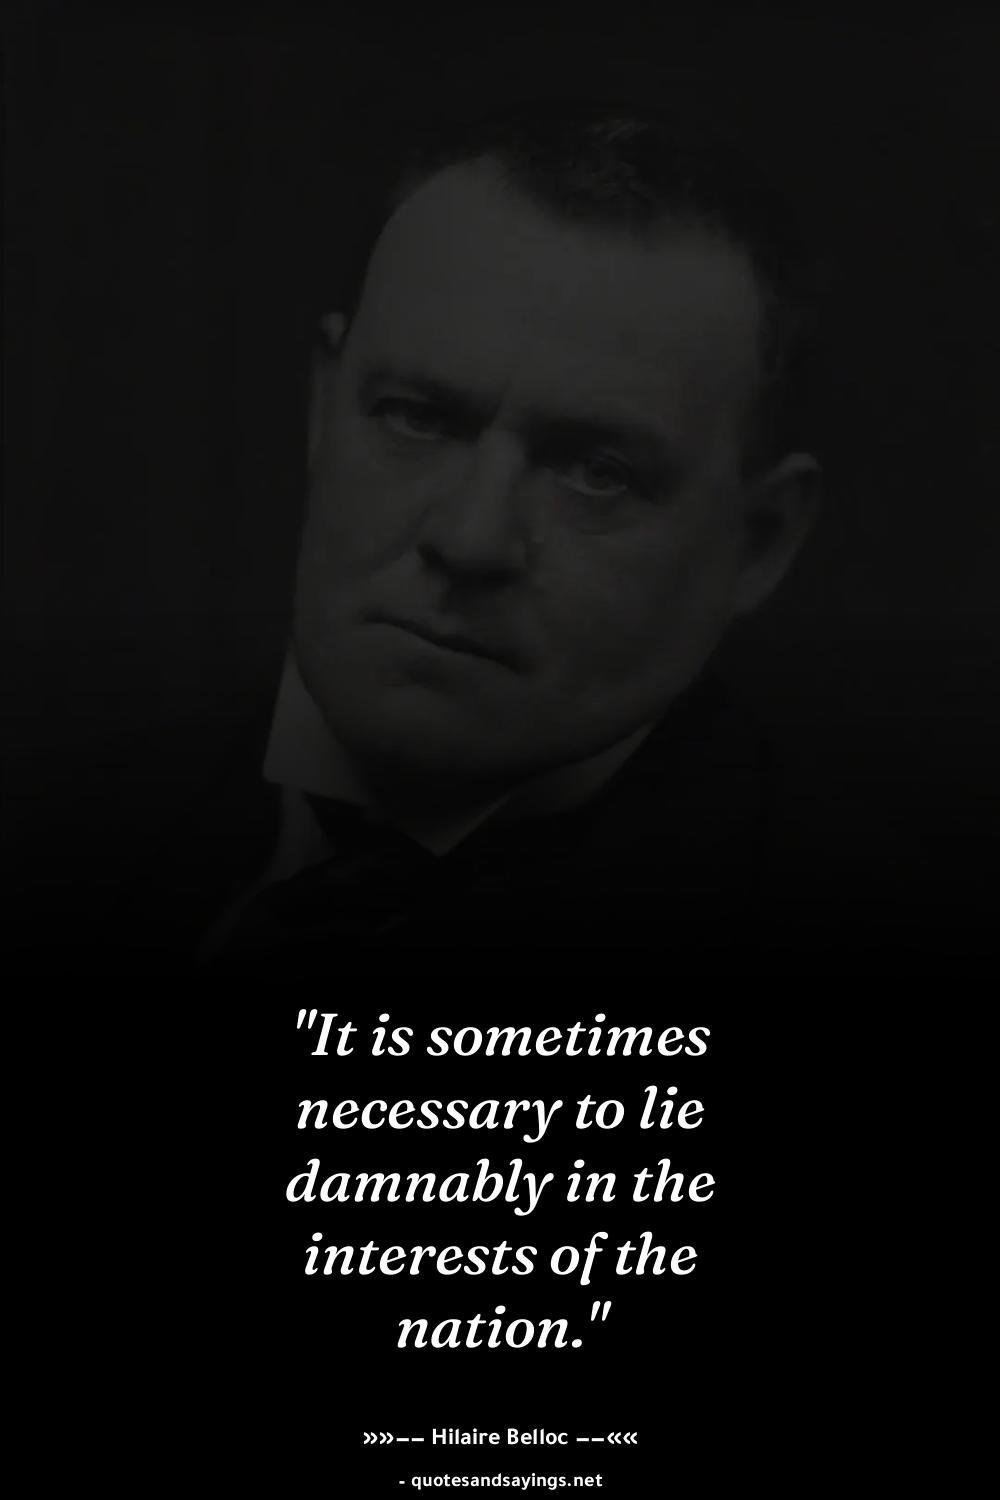 "It is sometimes
necessary to lie
damnably in the
interests of the
nation."
»»–– Hilaire Belloc ––««
- quotesandsayings.net